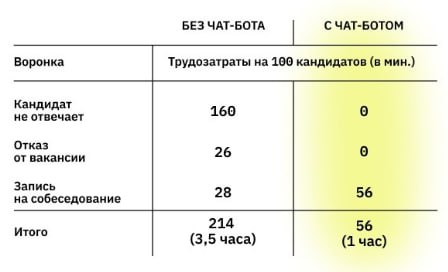 БЕЗ ЧАТ-БОТА С ЧАТ-БОТОМ
Воронка Трудозатраты на 100 кандидатов (в мин.)
Кандидат
не отвечает 160 0
Отказ
от вакансии 26 0
Запись
на собеседование 28 56
Итого 214 56
(3,5 часа) (1 час)